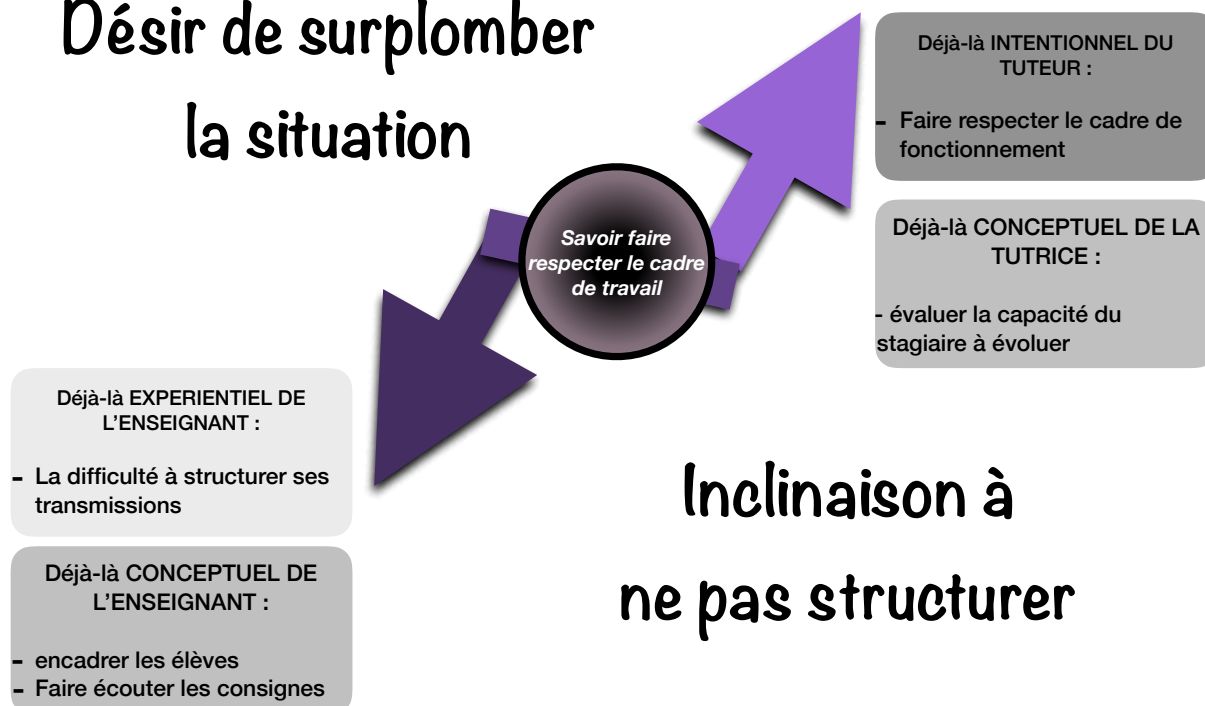 Désir de surplomber
la situation
Déjà-là INTENTIONNEL DU
TUTEUR :
- Faire respecter le cadre de
fonctionnement
Déjà-là CONCEPTUEL DE LA
TUTRICE :
- évaluer la capacité du
stagiaire à évoluer
Savoir faire
respecter le cadre
de travail
Déjà-là EXPERIENTIEL DE
L’ENSEIGNANT :
- La difficulté à structurer ses
transmissions
Déjà-là CONCEPTUEL DE
L’ENSEIGNANT :
- encadrer les élèves
- Faire écouter les consignes
Inclinaison à
ne pas structurer